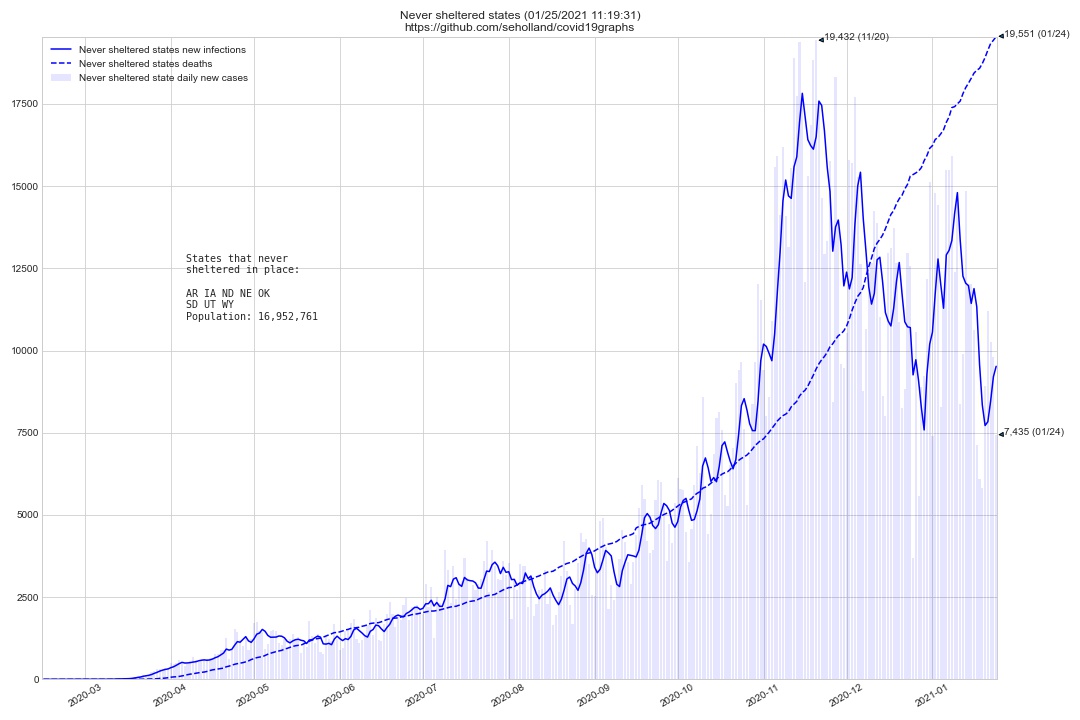 Never sheltered states (01/25/2021 11:19:31)
https://github.com/seholland/covid19graphs
19,432 (11/20)
19,551 (01/24)
Never sheltered states new infections
Never sheltered states deaths
Never sheltered state daily new cases
17500
15000
12500
10000
7500
5000
2500
0
States that never
sheltered in place:
AR IA ND NE OK
SD UT WY
Population: 16,952,761
7,435 (01/24)
2020-03
2020-04
2020-05
2020-06
2020-07
2020-08
2020-09
2020-10
2020-11
2020-12
2021-01